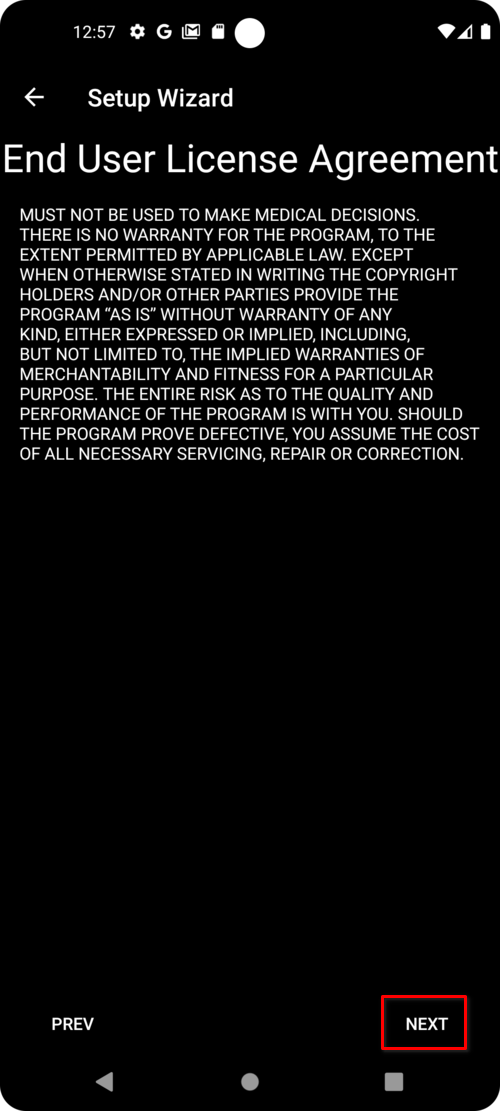 12:57
Setup Wizard
End User License Agreement
MUST NOT BE USED TO MAKE MEDICAL DECISIONS.
THERE IS NO WARRANTY FOR THE PROGRAM, TO THE
EXTENT PERMITTED BY APPLICABLE LAW. EXCEPT
WHEN OTHERWISE STATED IN WRITING THE COPYRIGHT
HOLDERS AND/OR OTHER PARTIES PROVIDE THE
PROGRAM “AS IS” WITHOUT WARRANTY OF ANY
KIND, EITHER EXPRESSED OR IMPLIED, INCLUDING,
BUT NOT LIMITED TO, THE IMPLIED WARRANTIES OF
MERCHANTABILITY AND FITNESS FOR A PARTICULAR
PURPOSE. THE ENTIRE RISK AS TO THE QUALITY AND
PERFORMANCE OF THE PROGRAM IS WITH YOU. SHOULD
THE PROGRAM PROVE DEFECTIVE, YOU ASSUME THE COST
OF ALL NECESSARY SERVICING, REPAIR OR CORRECTION.
PREV
NEXT